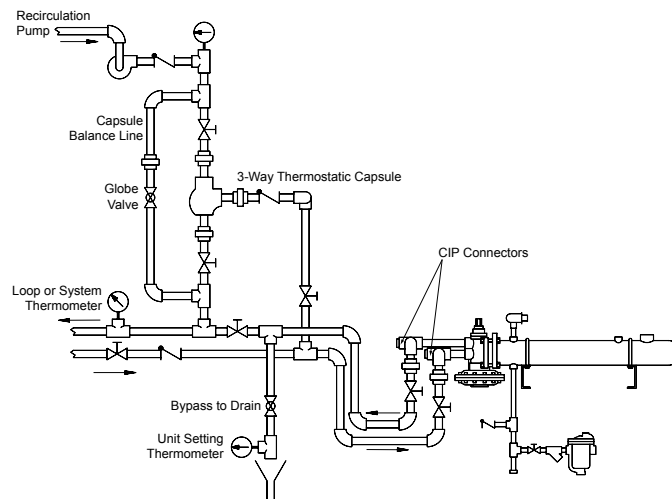 Recirculation
Pump
Capsule
Balance Line
3-Way Thermostatic Capsule
Globe
Valve
CIP Connectors
Loop or System
Thermometer
Bypass to Drain
Unit Setting
Thermometer